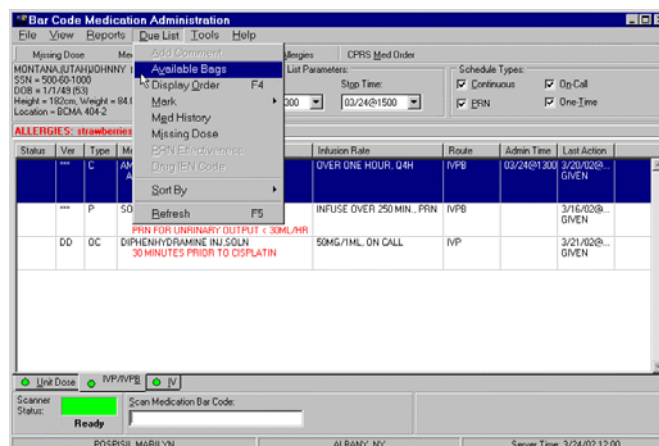 Bar Code Medication Administration
File View Reports Due List Tools Help
Missing Dose Allergies CPRS Med Order
Add Comment
Available Bags
Display Order F4
Mark
Med History
Missing Dose
PRN Effectiveness
Drug IEN Code
Sort By
Refresh F5
SSN = 500-60-1000
DOB = 1/1/49 (53)
Height = 182cm, Weight = 84.
Location = BCMA 404-2
List Parameters:
Stop Time:
03/24@1500
Schedule Types:
Continuous On-Call
PRN One-Time
ALLERGIES: strawberries
Status Ver Type Infusion Rate Route Admin Time Last Action
*** C AM OVER ONE HOUR, Q4H IVPB 03/24@1300 3/20/02@...
GIVEN
*** P SO INFUSE OVER 250 MIN., PRN IVPB 3/16/02@...
GIVEN
PRN FOR UNRINARY OUTPUT < 30ML/HR
DD OC DIPHENHYDRAMINE INJ,SOLN 50MG/1ML, ON CALL IVP 3/21/02@...
30 MINUTES PRIOR TO CISPLATIN GIVEN
Unit Dose IVP/IVPB IV
Scanner Status: Ready
Scan Medication Bar Code:
POSPISIL,MARILYN ALBANY, NY Server Time: 3/24/02 12:00